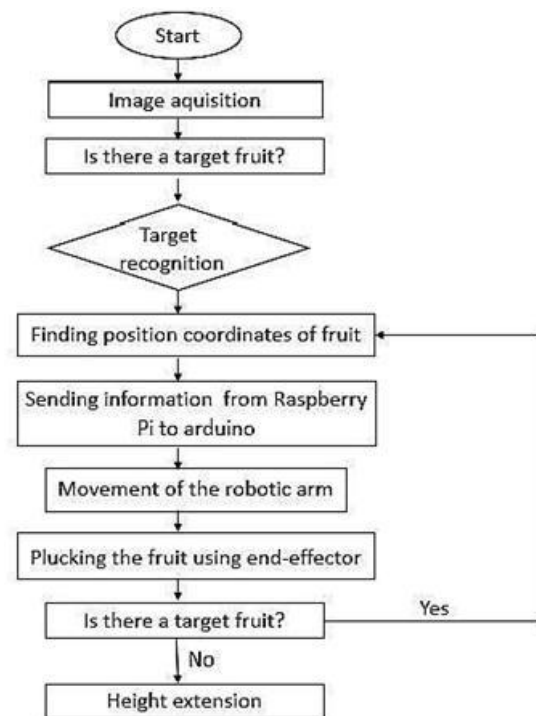 Start
Image aquisition
Is there a target fruit?
Target
recognition
Finding position coordinates of fruit
Sending information from Raspberry
Pi to arduino
Movement of the robotic arm
Plucking the fruit using end-effector
Is there a target fruit?
Yes
No
Height extension